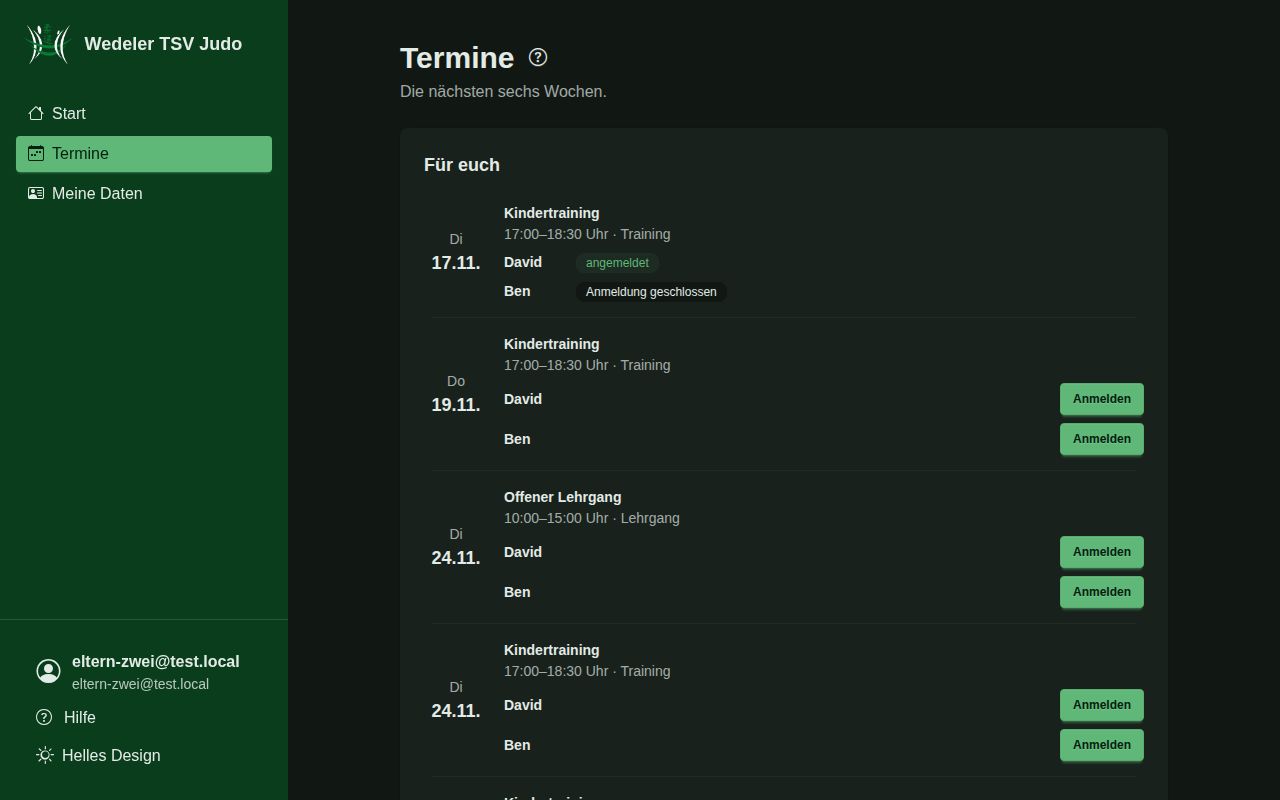 Wedeler TSV Judo
Start
Termine
Meine Daten
eltern-zwei@test.local
eltern-zwei@test.local
Hilfe
Helles Design
Termine
Die nächsten sechs Wochen.
Für euch
Di
17.11.
Kindertraining
17:00–18:30 Uhr · Training
David angemeldet
Ben Anmeldung geschlossen
Do
19.11.
Kindertraining
17:00–18:30 Uhr · Training
David Anmelden
Ben Anmelden
Di
24.11.
Offener Lehrgang
10:00–15:00 Uhr · Lehrgang
David Anmelden
Ben Anmelden
Di
24.11.
Kindertraining
17:00–18:30 Uhr · Training
David Anmelden
Ben Anmelden